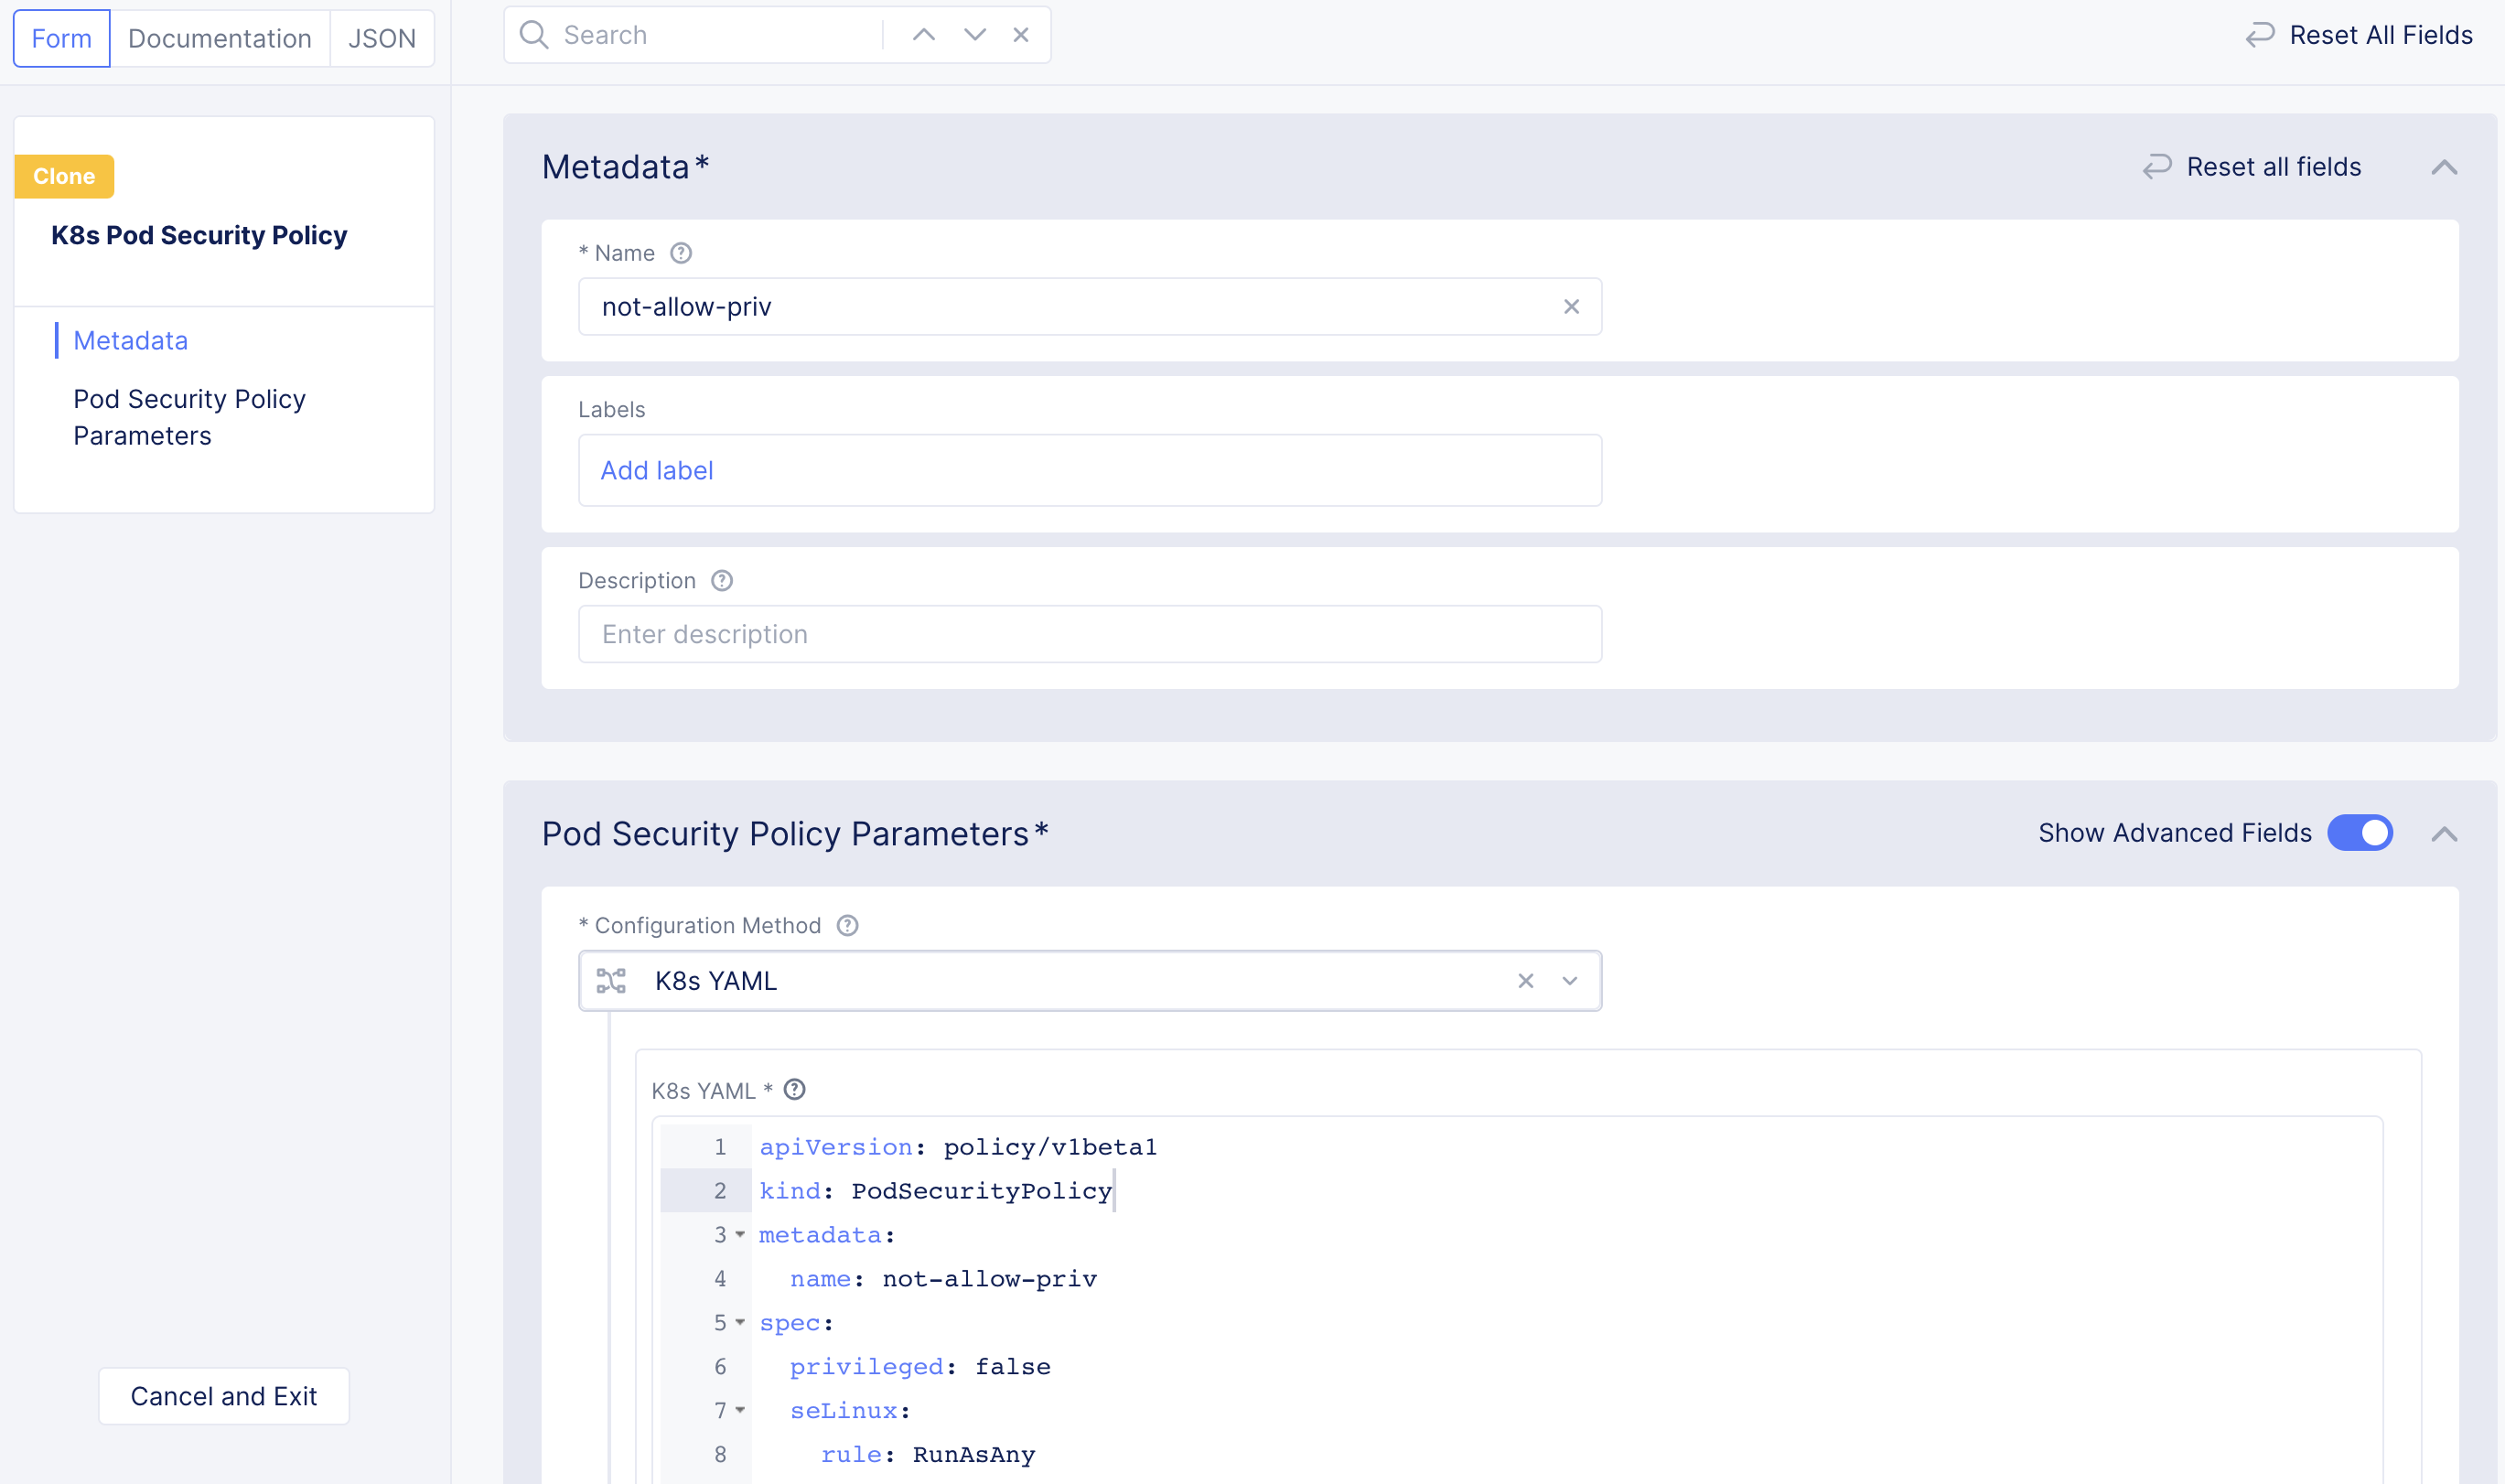 Form
Documentation
JSON
Search
Reset All Fields
Clone
K8s Pod Security Policy
Metadata
Pod Security Policy
Parameters
Cancel and Exit
Metadata*
Reset all fields
* Name
not-allow-priv
Labels
Add label
Description
Enter description
Pod Security Policy Parameters*
Show Advanced Fields
* Configuration Method
K8s YAML
K8s YAML *
1 apiVersion: policy/v1beta1
2 kind: PodSecurityPolicy
3 metadata:
4 name: not-allow-priv
5 spec:
6 privileged: false
7 seLinux:
8 rule: RunAsAny